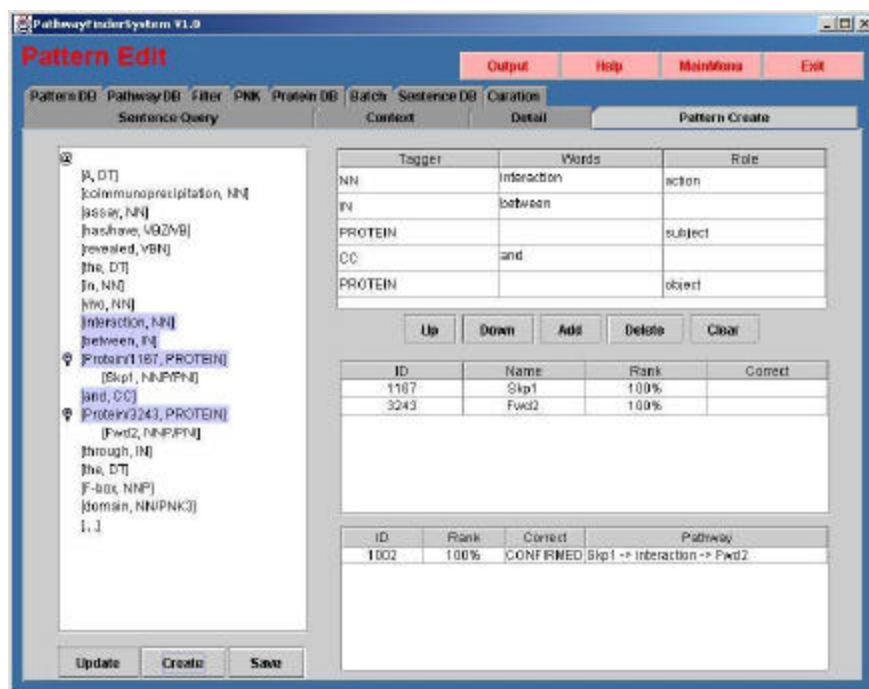 PathwayFinderSystem V1.0
Pattern Edit
Output Help MainMenu Exit
Pattern DB Pathway DB Filter PNK Protein DB Batch Sentence DB Curation
Sentence Query Context Detail Pattern Create
[A, DT]
[coimmunoprecipitation, NN]
[assay, NN]
[has/have, VBZ/VB]
[revealed, VBN]
[the, DT]
[in, NN]
[vivo, NN]
[interaction, NN]
[between, IN]
[Protein/1167, PROTEIN]
[Skp1, NNP/PNI]
[and, CC]
[Protein/3243, PROTEIN]
[Fwd2, NNP/PNI]
[through, IN]
[the, DT]
[F-box, NNP]
[domain, NN/PNK3]
[., .]
Update Create Save
Tagger Words Role
NN interaction action
IN between
PROTEIN subject
CC and
PROTEIN object
Up Down Add Delete Clear
ID Name Rank Correct
1167 Skp1 100%
3243 Fwd2 100%
ID Rank Correct Pathway
1002 100% CONFIRMED Skp1 -> interaction -> Fwd2